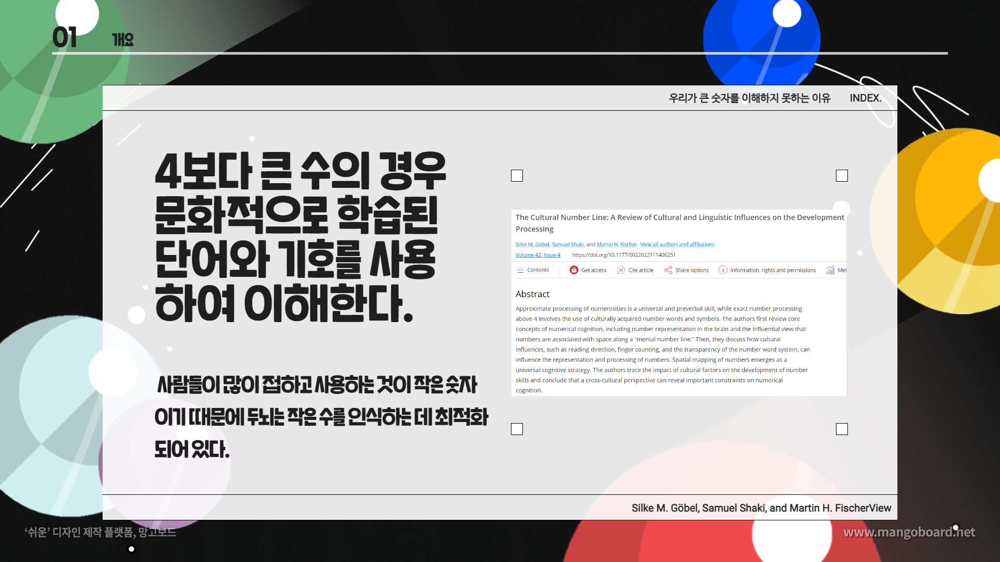 01 개요
우리가 큰 숫자를 이해하지 못하는 이유 INDEX.
4보다 큰 수의 경우
문화적으로 학습된
단어와 기호를 사용
하여 이해한다.
사람들이 많이 접하고 사용하는 것이 작은 숫자
이기 때문에 두뇌는 작은 수를 인식하는 데 최적화
되어 있다.
The Cultural Number Line: A Review of Cultural and Linguistic Influences on the Development
Processing
Silke M. Göbel, Samuel Shaki, and Martin H. Fischer View all authors and affiliations
Volume 42, Issue 4 https://doi.org/10.1177/0022022111406251
Contents Get access Cite article Share options Information, rights and permissions Met
Abstract
Approximate processing of numerosities is a universal and preverbal skill, while exact number processing
above 4 involves the use of culturally acquired number words and symbols. The authors first review core
concepts of numerical cognition, including number representation in the brain and the influential view that
numbers are associated with space along a “mental number line.” Then, they discuss how cultural
influences, such as reading direction, finger counting, and the transparency of the number word system, can
influence the representation and processing of numbers. Spatial mapping of numbers emerges as a
universal cognitive strategy. The authors trace the impact of cultural factors on the development of number
skills and conclude that a cross-cultural perspective can reveal important constraints on numerical
cognition.
Silke M. Göbel, Samuel Shaki, and Martin H. FischerView
‘쉬운’ 디자인 제작 플랫폼, 망고보드 www.mangoboard.net